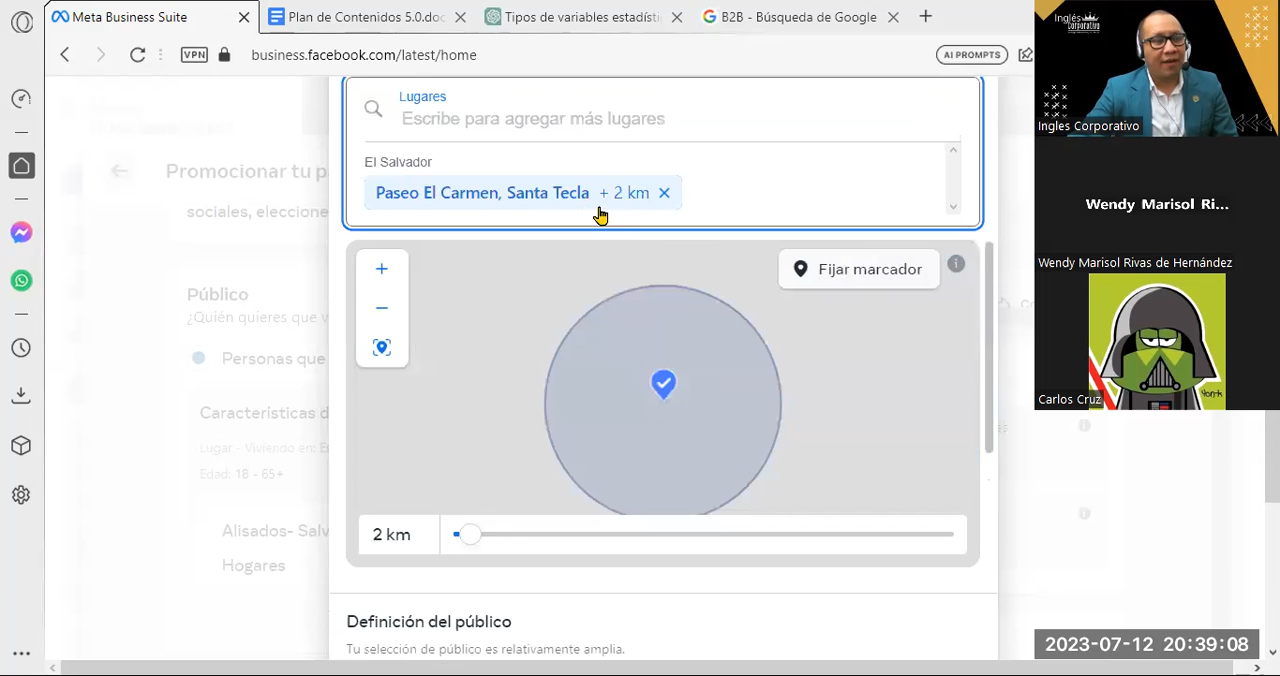 Meta Business Suite
Plan de Contenidos 5.0.doc
Tipos de variables estadísti
B2B - Búsqueda de Google
VPN
business.facebook.com/latest/home
AI PROMPTS
Lugares
Escribe para agregar más lugares
El Salvador
Paseo El Carmen, Santa Tecla + 2 km
Promocionar tu p
sociales, eleccione
Público
¿Quién quieres que v
Personas que
Características d
Lugar - Viviendo en: E
Edad: 18 - 65+
Alisados- Salv
Hogares
Fijar marcador
2 km
Definición del público
Tu selección de público es relativamente amplia.
Inglés
Corporativo
Ingles Corporativo
Wendy Marisol Ri...
Wendy Marisol Rivas de Hernández
Carlos Cruz
2023-07-12 20:39:08